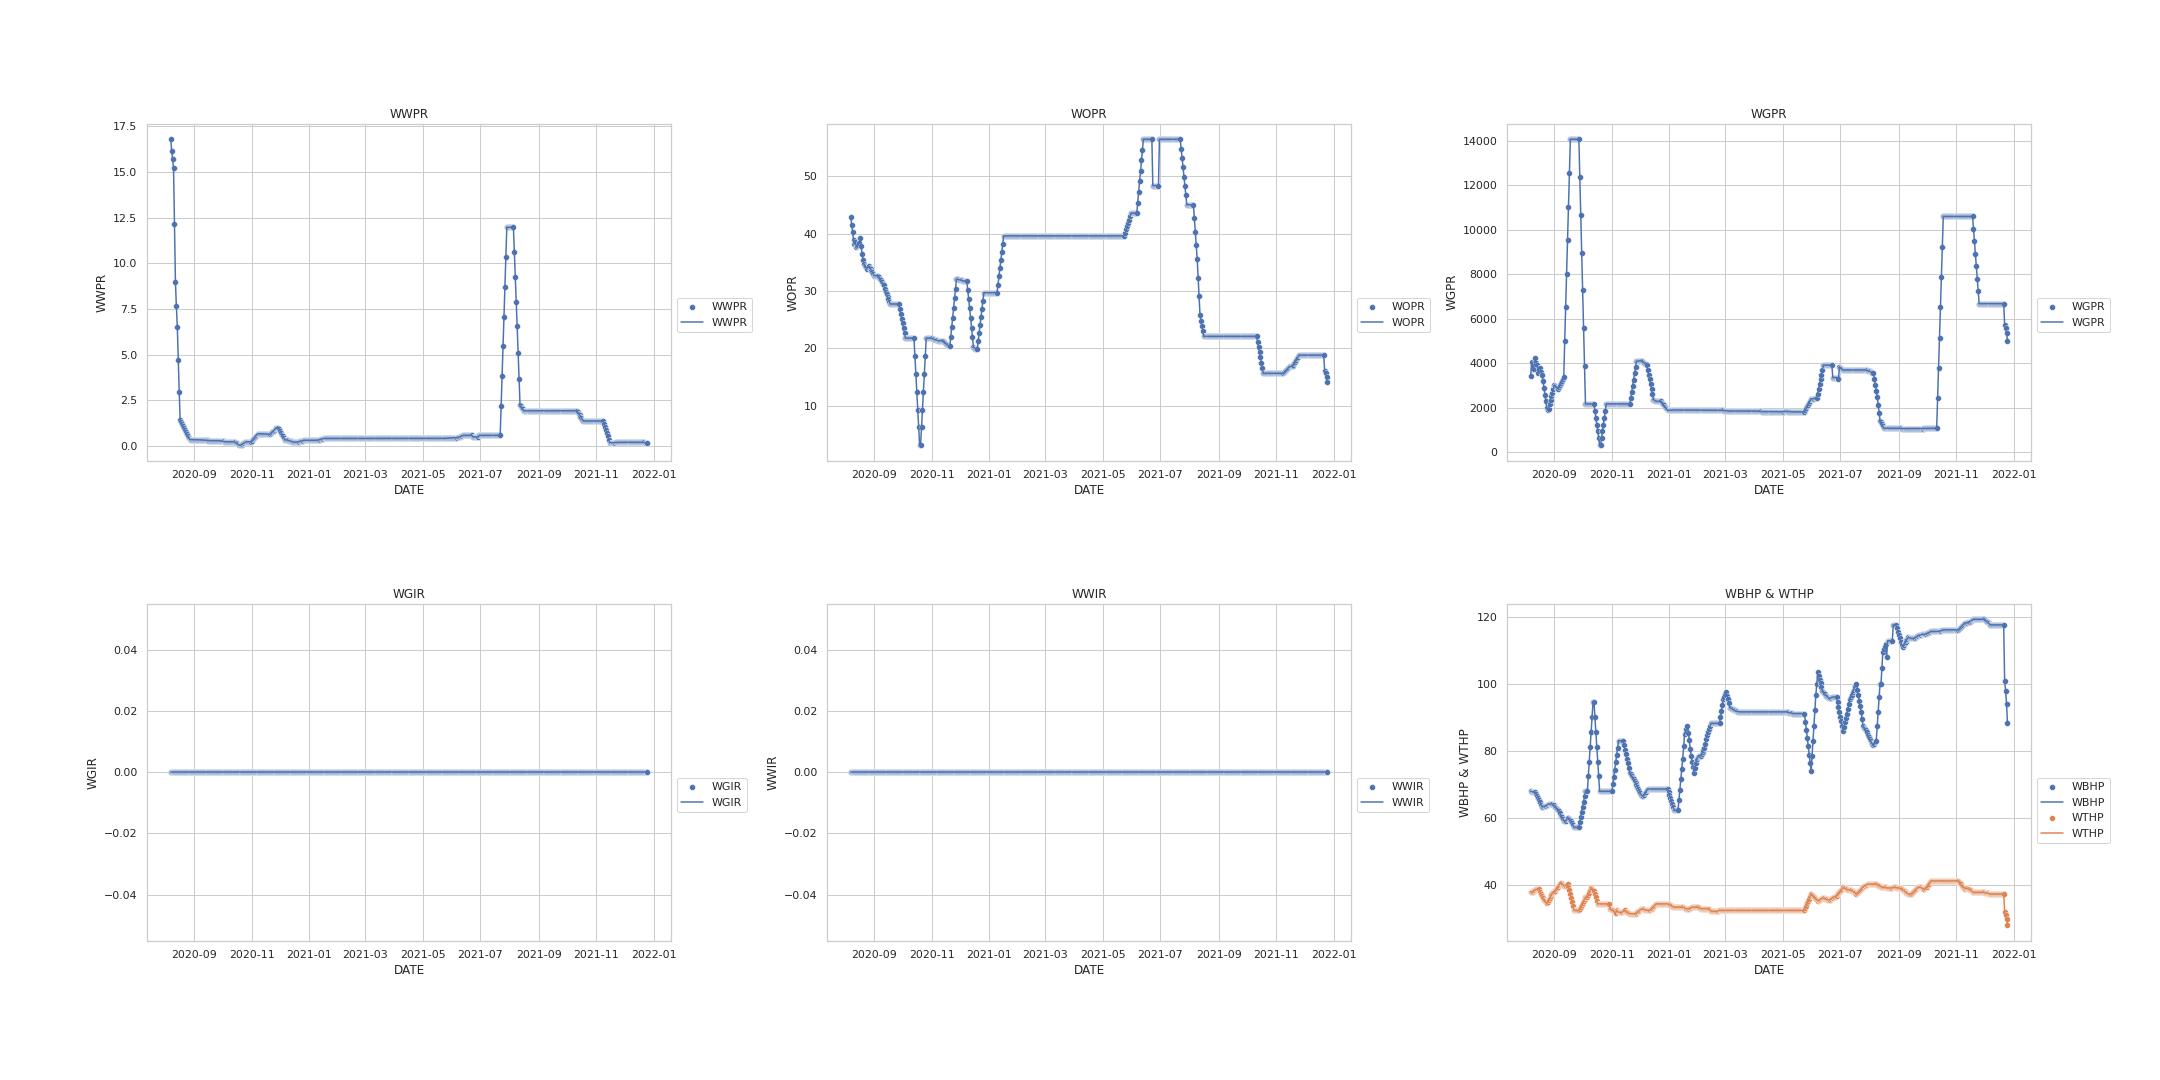 WWPR
17.5
15.0
12.5
10.0
7.5
5.0
2.5
0.0
WWPR
2020-09 2020-11 2021-01 2021-03 2021-05 2021-07 2021-09 2021-11 2022-01
DATE
WWPR
WWPR
WOPR
50
40
30
20
10
WOPR
2020-09 2020-11 2021-01 2021-03 2021-05 2021-07 2021-09 2021-11 2022-01
DATE
WOPR
WOPR
WGPR
14000
12000
10000
8000
6000
4000
2000
0
WGPR
2020-09 2020-11 2021-01 2021-03 2021-05 2021-07 2021-09 2021-11 2022-01
DATE
WGPR
WGPR
WGIR
0.04
0.02
0.00
−0.02
−0.04
WGIR
2020-09 2020-11 2021-01 2021-03 2021-05 2021-07 2021-09 2021-11 2022-01
DATE
WGIR
WGIR
WWIR
0.04
0.02
0.00
−0.02
−0.04
WWIR
2020-09 2020-11 2021-01 2021-03 2021-05 2021-07 2021-09 2021-11 2022-01
DATE
WWIR
WWIR
WBHP & WTHP
120
100
80
60
40
WBHP & WTHP
2020-09 2020-11 2021-01 2021-03 2021-05 2021-07 2021-09 2021-11 2022-01
DATE
WBHP
WBHP
WTHP
WTHP